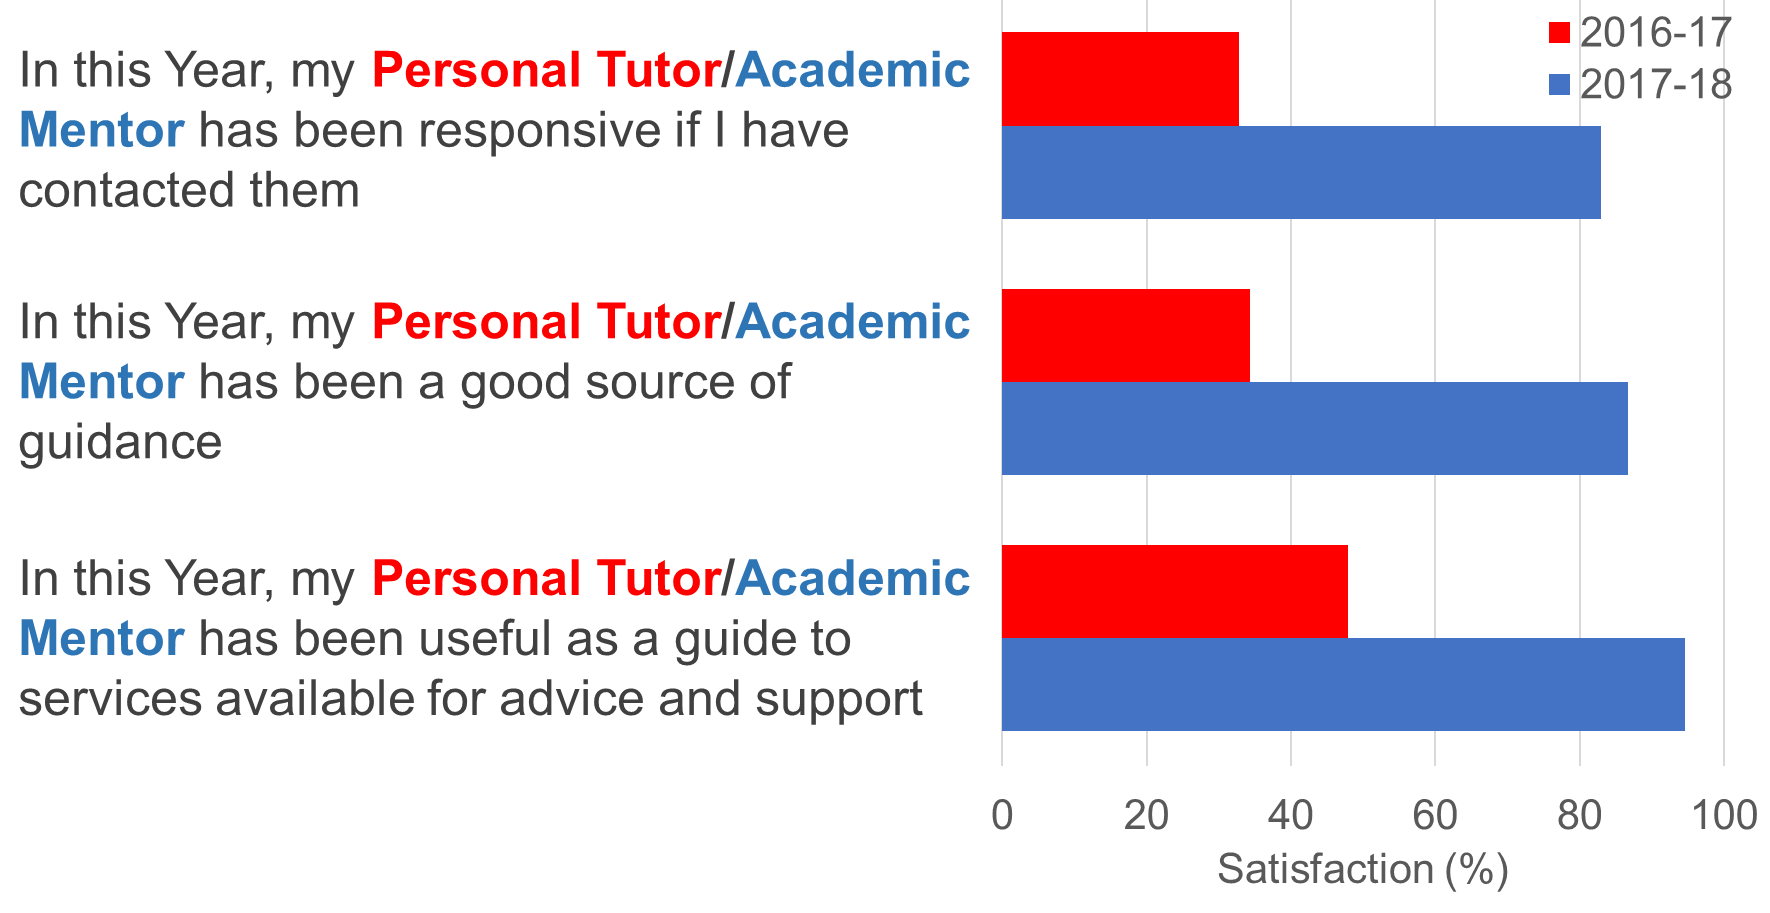 In this Year, my Personal Tutor/Academic
Mentor has been responsive if I have
contacted them
In this Year, my Personal Tutor/Academic
Mentor has been a good source of
guidance
In this Year, my Personal Tutor/Academic
Mentor has been useful as a guide to
services available for advice and support
2016-17
2017-18
0 20 40 60 80 100
Satisfaction (%)